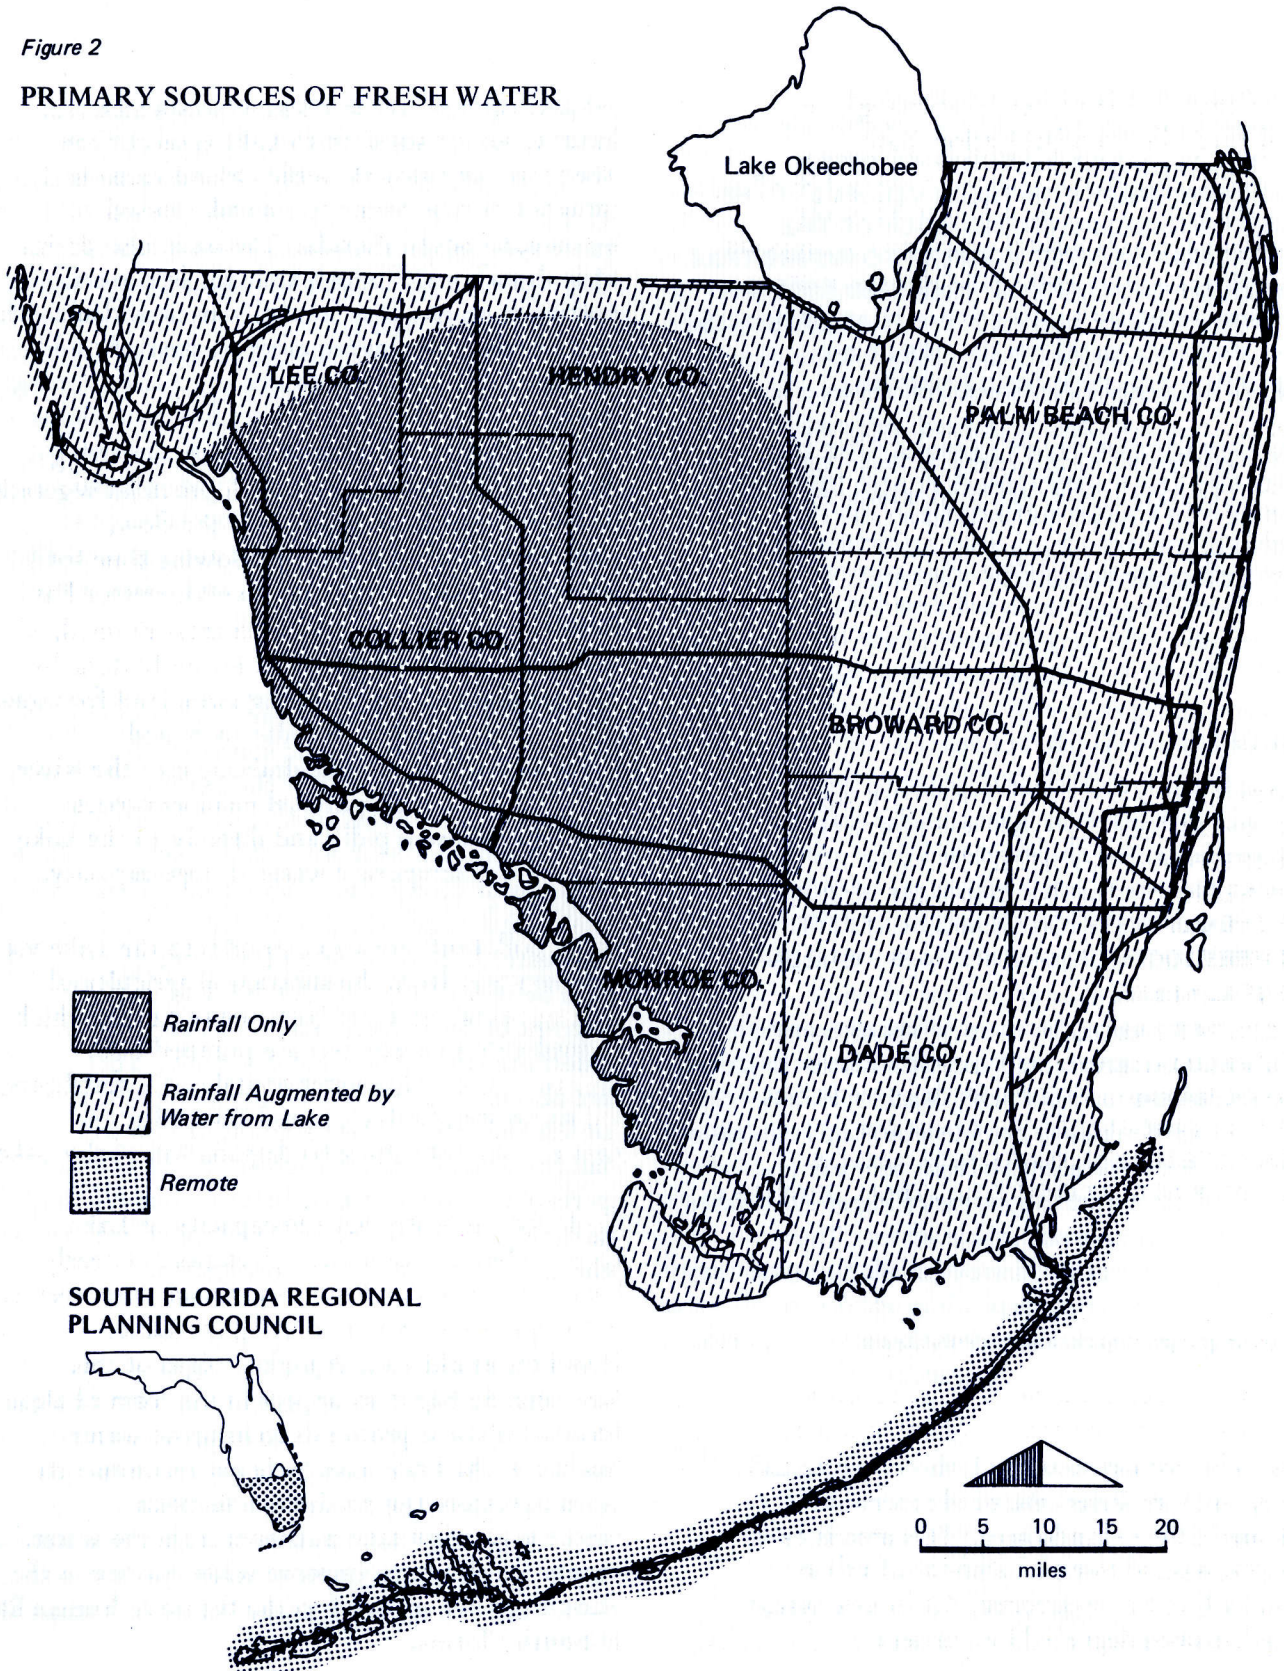 Figure 2
PRIMARY SOURCES OF FRESH WATER
Lake Okeechobee
LEE CO.
HENDRY CO.
PALM BEACH CO.
COLLIER CO.
BROWARD CO.
MONROE CO.
DADE CO.
Rainfall Only
Rainfall Augmented by
Water from Lake
Remote
SOUTH FLORIDA REGIONAL
PLANNING COUNCIL
0 5 10 15 20
miles